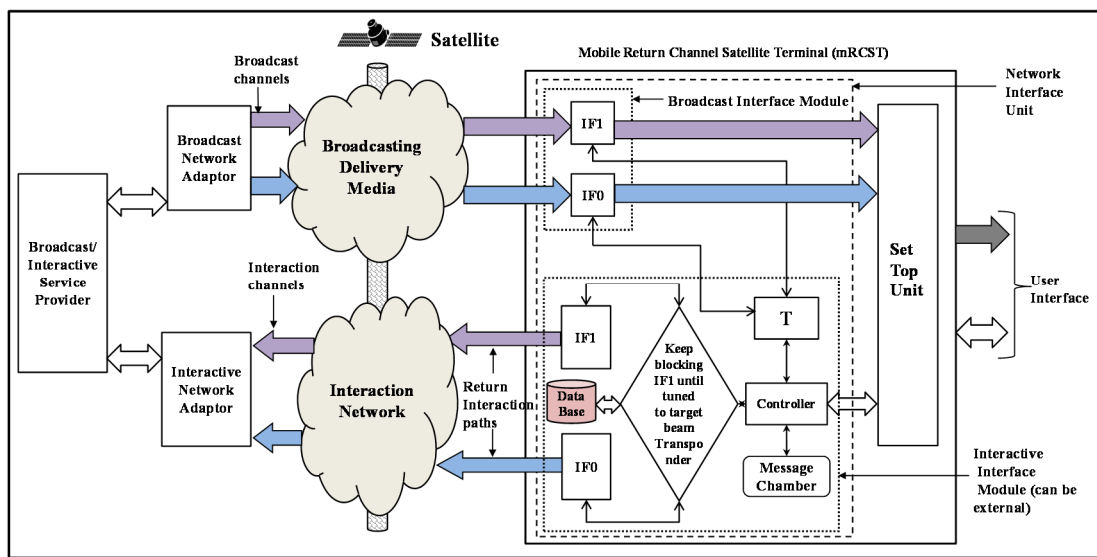 Satellite
Mobile Return Channel Satellite Terminal (mRCST)
Broadcast
channels
Network
Interface
Unit
Broadcast Interface Module
Broadcast
Network
Adaptor
Broadcasting
Delivery
Media
IF1
IF0
Broadcast/
Interactive
Service
Provider
Set
Top
Unit
User
Interface
Interaction
channels
T
IF1
Keep
blocking
IF1 until
tuned
to target
beam
Transpo
nder
Interactive
Network
Adaptor
Interaction
Network
Return
Interaction
paths
Data
Base
Controller
IF0
Message
Chamber
Interactive
Interface
Module (can be
external)